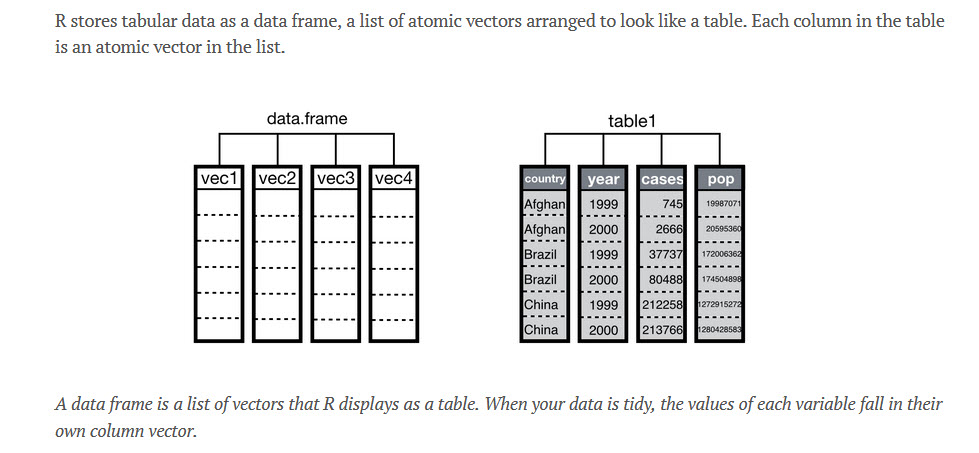 R stores tabular data as a data frame, a list of atomic vectors arranged to look like a table. Each column in the table
is an atomic vector in the list.
data.frame
vec1 vec2 vec3 vec4
table1
country year cases pop
Afghan 1999 745 19987071
Afghan 2000 2666 20595360
Brazil 1999 37737 172006362
Brazil 2000 80488 174504898
China 1999 212258 1272915272
China 2000 213766 1280428583
A data frame is a list of vectors that R displays as a table. When your data is tidy, the values of each variable fall in their
own column vector.